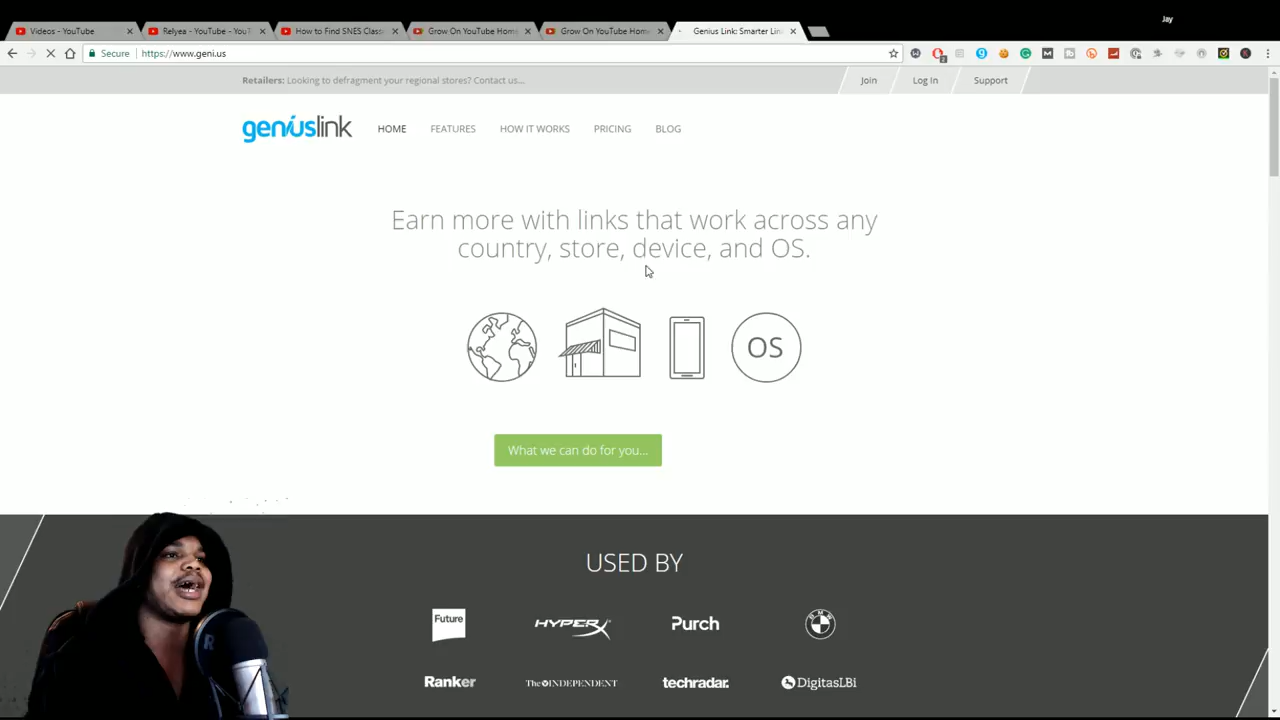 Jay
Videos - YouTube
Relyea - YouTube - You
How to Find SNES Class
Grow On YouTube Home
Grow On YouTube Home
Genius Link: Smarter Lin
Secure https://www.geni.us
Retailers: Looking to defragment your regional stores? Contact us...
Join
Log In
Support
geniuslink
HOME
FEATURES
HOW IT WORKS
PRICING
BLOG
Earn more with links that work across any
country, store, device, and OS.
OS
What we can do for you...
USED BY
Future
HYPERX
Purch
BMW
Ranker
The INDEPENDENT
techradar.
DigitasLBi